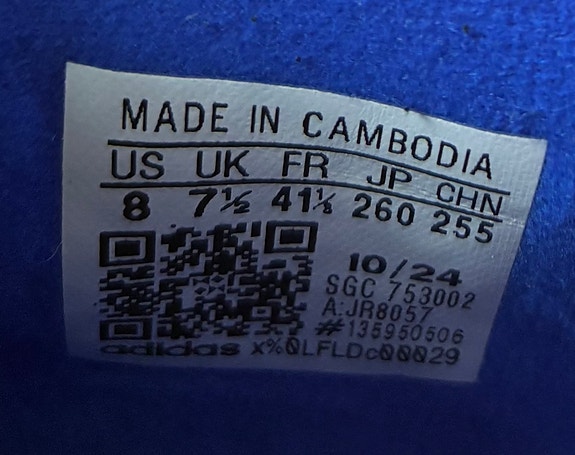 MADE IN CAMBODIA
US UK FR JP CHN
8 7½ 41⅓ 260 255
10/24
SGC 753002
A:JR8057
#135950506
adidas x%0LFLDc00029